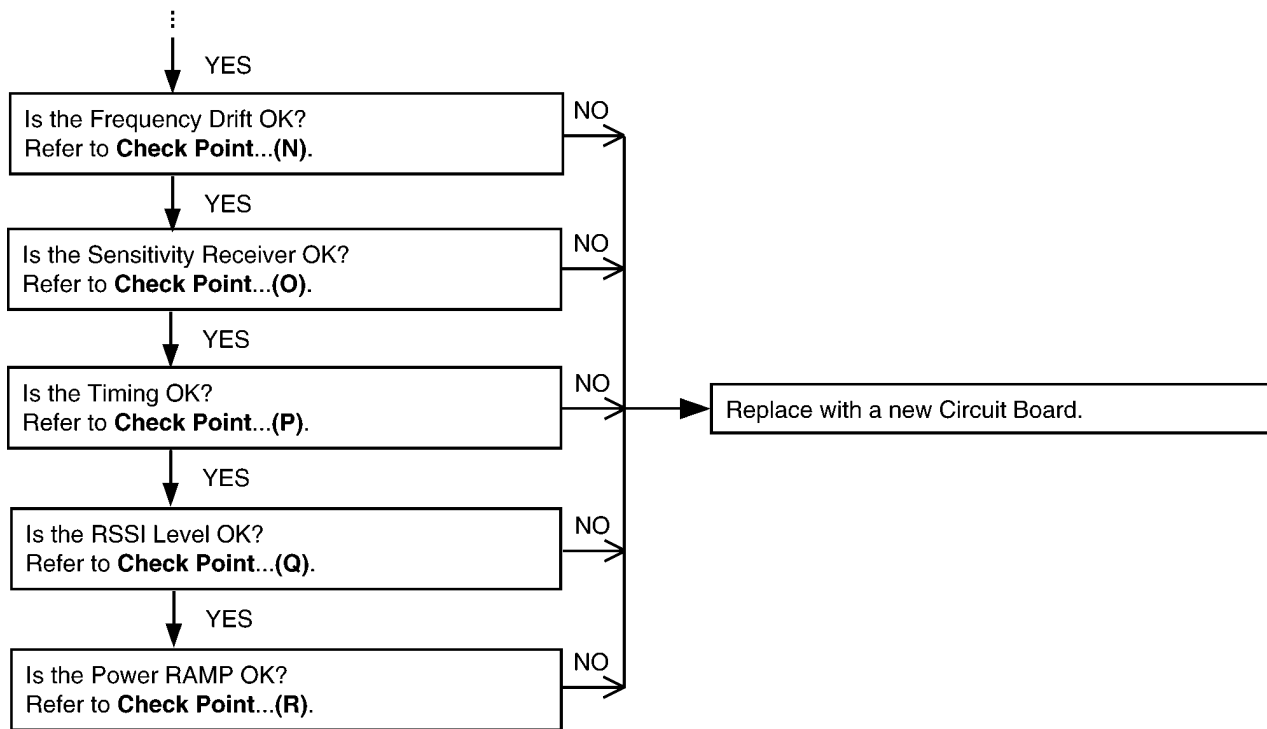 ⋮
YES
Is the Frequency Drift OK?
Refer to Check Point...(N).
NO
YES
Is the Sensitivity Receiver OK?
Refer to Check Point...(O).
NO
YES
Is the Timing OK?
Refer to Check Point...(P).
NO
Replace with a new Circuit Board.
YES
Is the RSSI Level OK?
Refer to Check Point...(Q).
NO
YES
Is the Power RAMP OK?
Refer to Check Point...(R).
NO